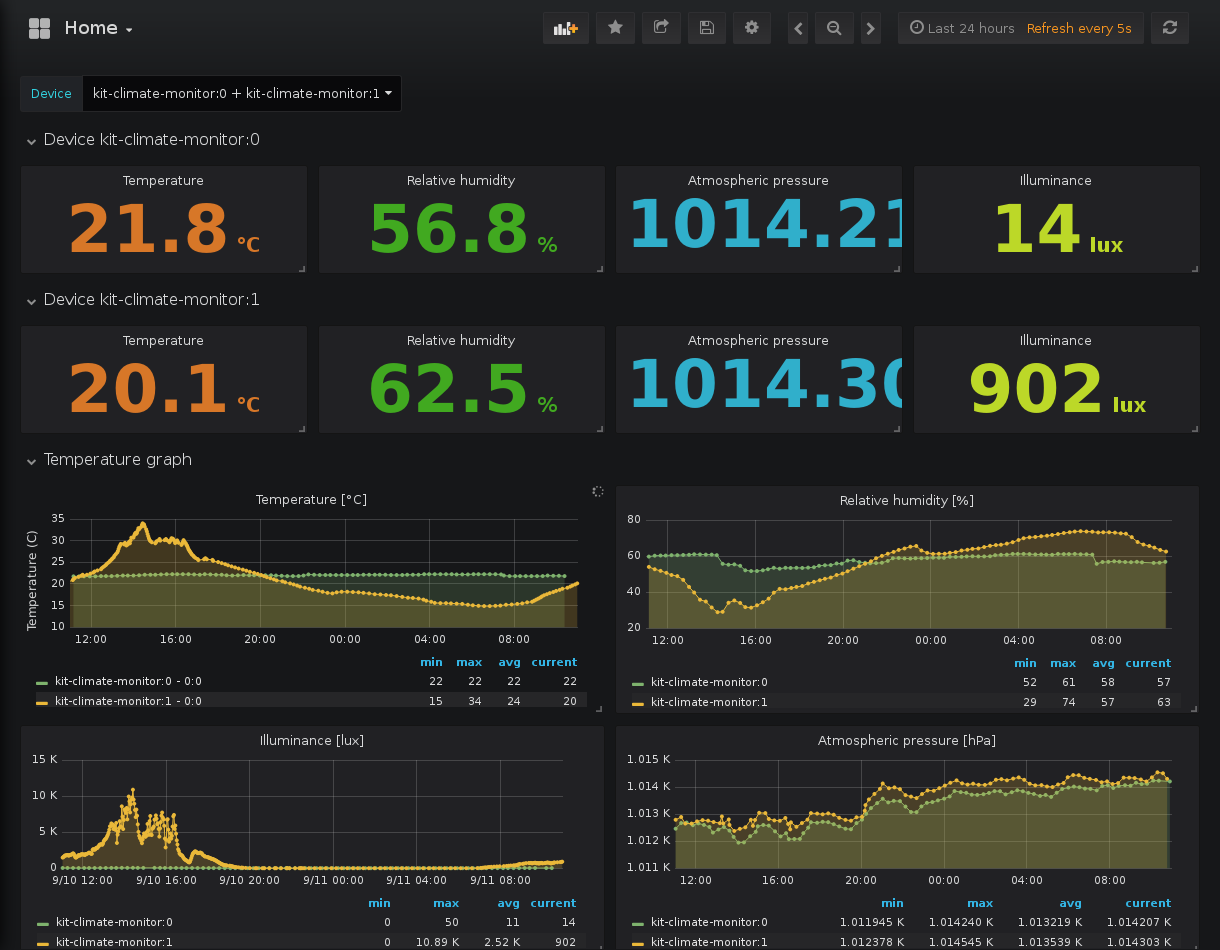 Home
Last 24 hours Refresh every 5s
Device kit-climate-monitor:0 + kit-climate-monitor:1
Device kit-climate-monitor:0
Temperature Relative humidity Atmospheric pressure Illuminance
21.8 °C 56.8 % 1014.21 14 lux
Device kit-climate-monitor:1
Temperature Relative humidity Atmospheric pressure Illuminance
20.1 °C 62.5 % 1014.30 902 lux
Temperature graph
Temperature [°C]
Temperature (C)
35
30
25
20
15
10
12:00 16:00 20:00 00:00 04:00 08:00
min max avg current
kit-climate-monitor:0 - 0:0 22 22 22 22
kit-climate-monitor:1 - 0:0 15 34 24 20
Relative humidity [%]
80
60
40
20
12:00 16:00 20:00 00:00 04:00 08:00
min max avg current
kit-climate-monitor:0 52 61 58 57
kit-climate-monitor:1 29 74 57 63
Illuminance [lux]
15 K
10 K
5 K
0
9/10 12:00 9/10 16:00 9/10 20:00 9/11 00:00 9/11 04:00 9/11 08:00
min max avg current
kit-climate-monitor:0 0 50 11 14
kit-climate-monitor:1 0 10.89 K 2.52 K 902
Atmospheric pressure [hPa]
1.015 K
1.014 K
1.013 K
1.012 K
1.011 K
12:00 16:00 20:00 00:00 04:00 08:00
min max avg current
kit-climate-monitor:0 1.011945 K 1.014240 K 1.013219 K 1.014207 K
kit-climate-monitor:1 1.012378 K 1.014545 K 1.013539 K 1.014303 K